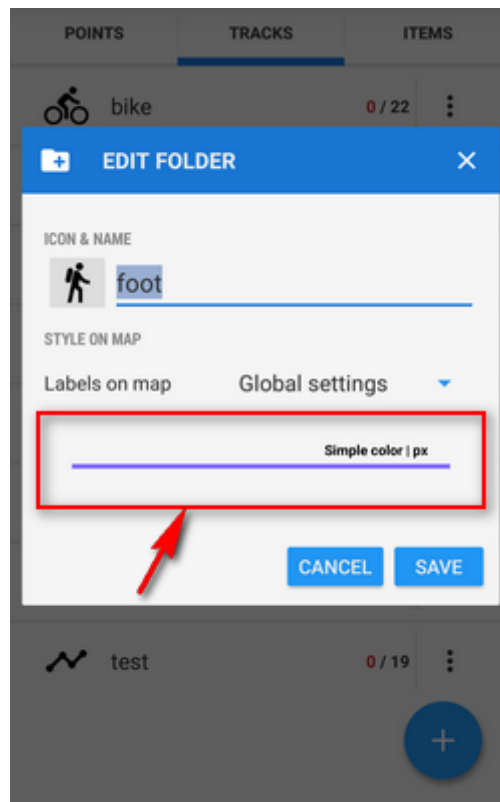 POINTS TRACKS ITEMS
bike 0 / 22
EDIT FOLDER
ICON & NAME
foot
STYLE ON MAP
Labels on map Global settings
Simple color | px
CANCEL SAVE
test 0 / 19